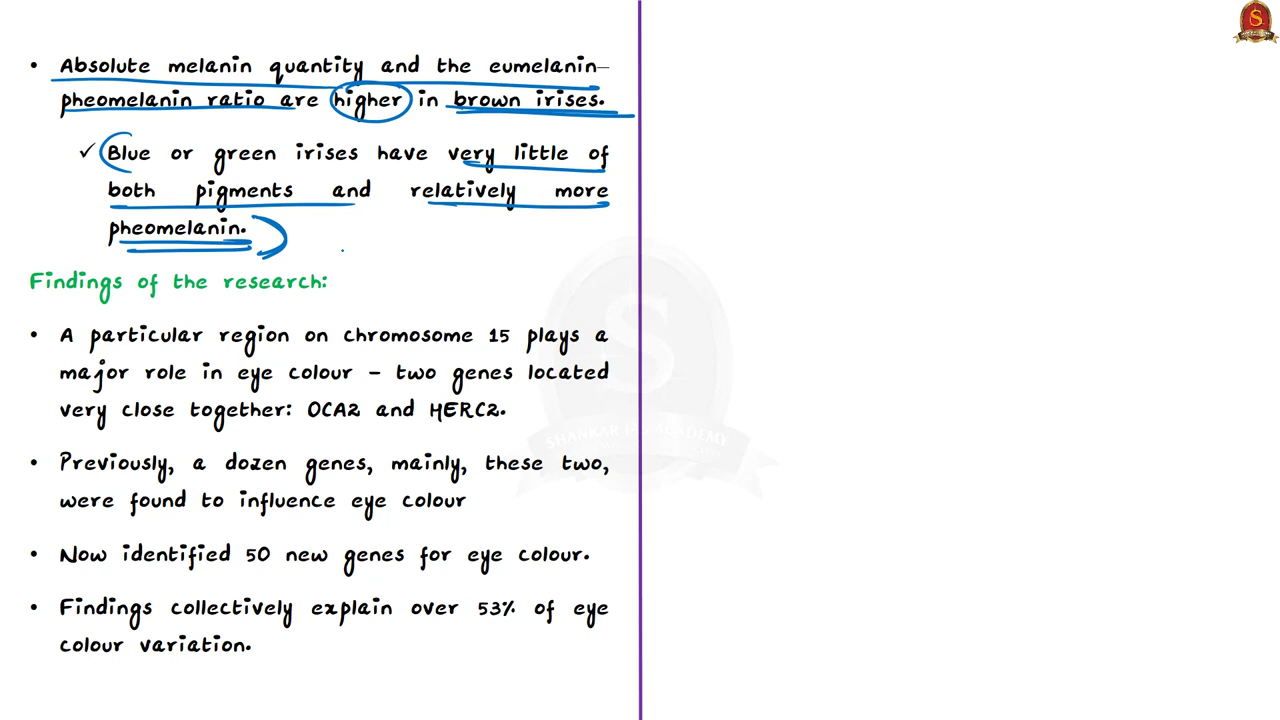 • Absolute melanin quantity and the eumelanin–
pheomelanin ratio are higher in brown irises.
✓ Blue or green irises have very little of
both pigments and relatively more
pheomelanin.
Findings of the research:
• A particular region on chromosome 15 plays a
major role in eye colour – two genes located
very close together: OCA2 and HERC2.
• Previously, a dozen genes, mainly, these two,
were found to influence eye colour
• Now identified 50 new genes for eye colour.
• Findings collectively explain over 53% of eye
colour variation.
S
SHANKAR IAS ACADEMY